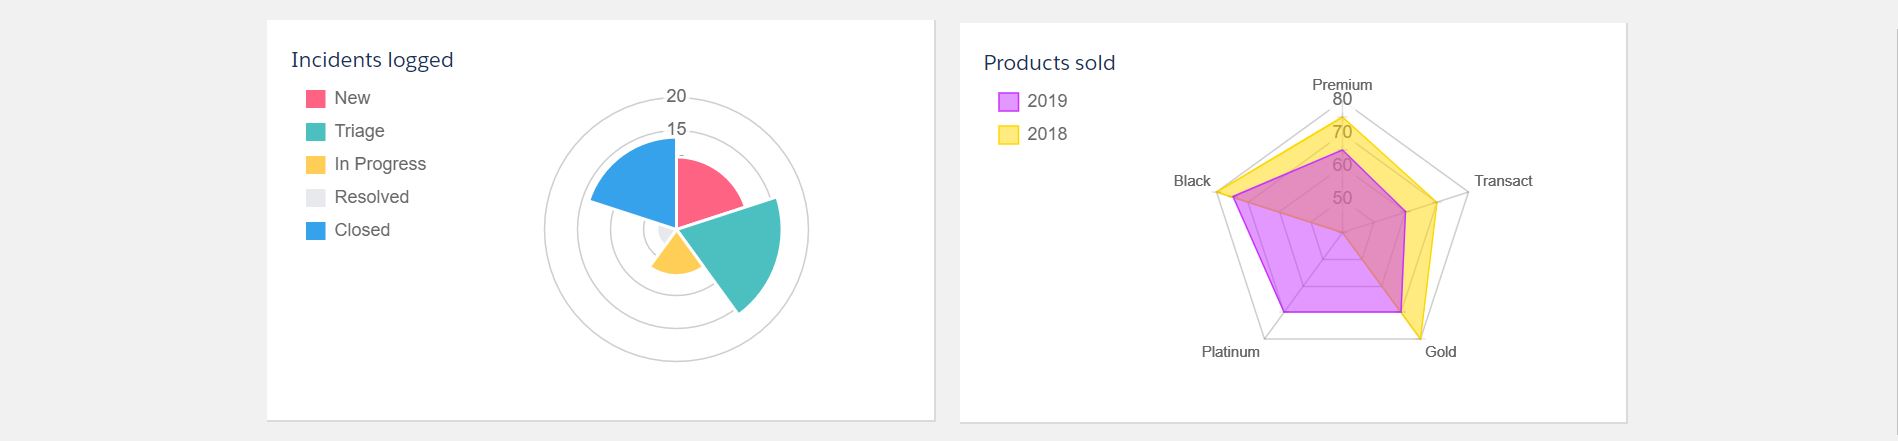 Incidents logged
New
Triage
In Progress
Resolved
Closed
20
15
Products sold
2019
2018
Premium
80
70
60
50
Black
Transact
Platinum
Gold